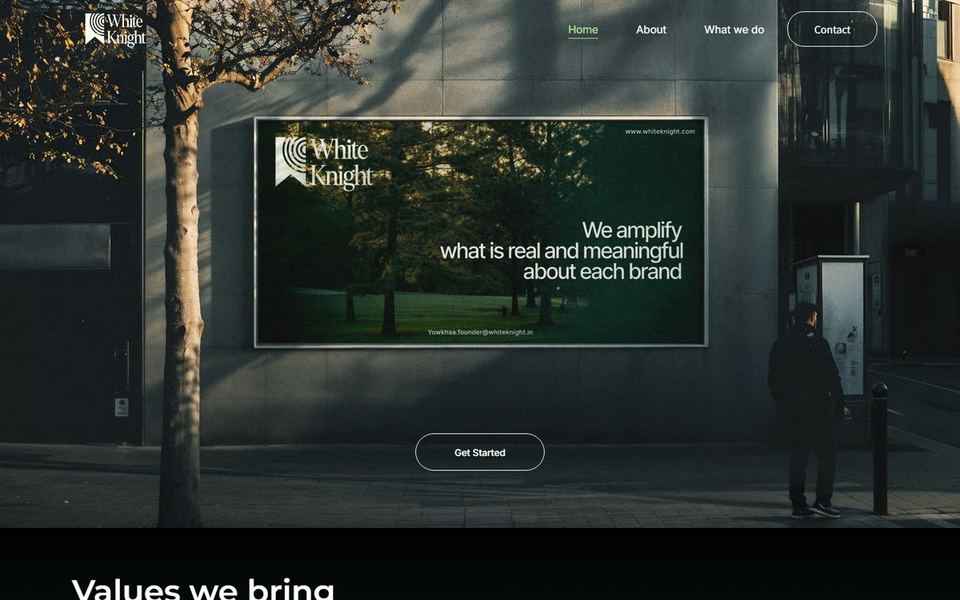 White
Knight
Home
About
What we do
Contact
www.whiteknight.com
White
Knight
We amplify
what is real and meaningful
about each brand
Yowkhaa.founder@whiteknight.in
Get Started
Values we bring